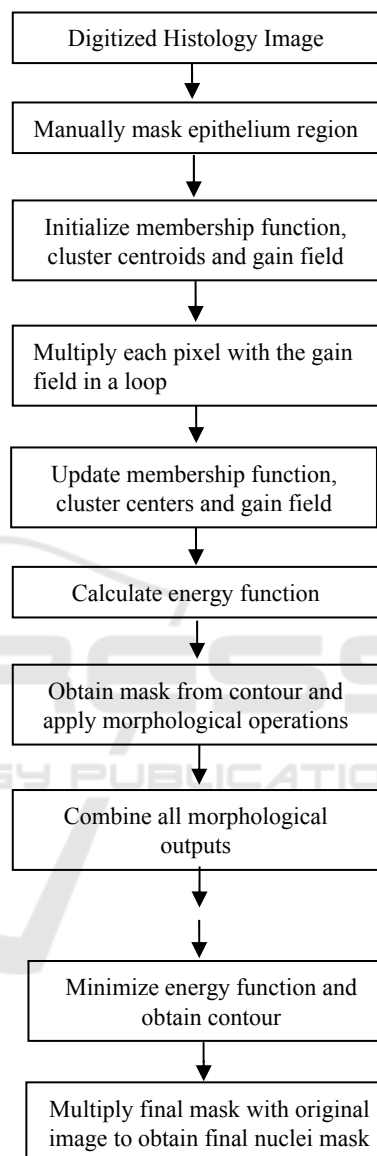 Digitized Histology Image
Manually mask epithelium region
Initialize membership function,
cluster centroids and gain field
Multiply each pixel with the gain
field in a loop
Update membership function,
cluster centers and gain field
Calculate energy function
Obtain mask from contour and
apply morphological operations
Combine all morphological
outputs
Minimize energy function and
obtain contour
Multiply final mask with original
image to obtain final nuclei mask